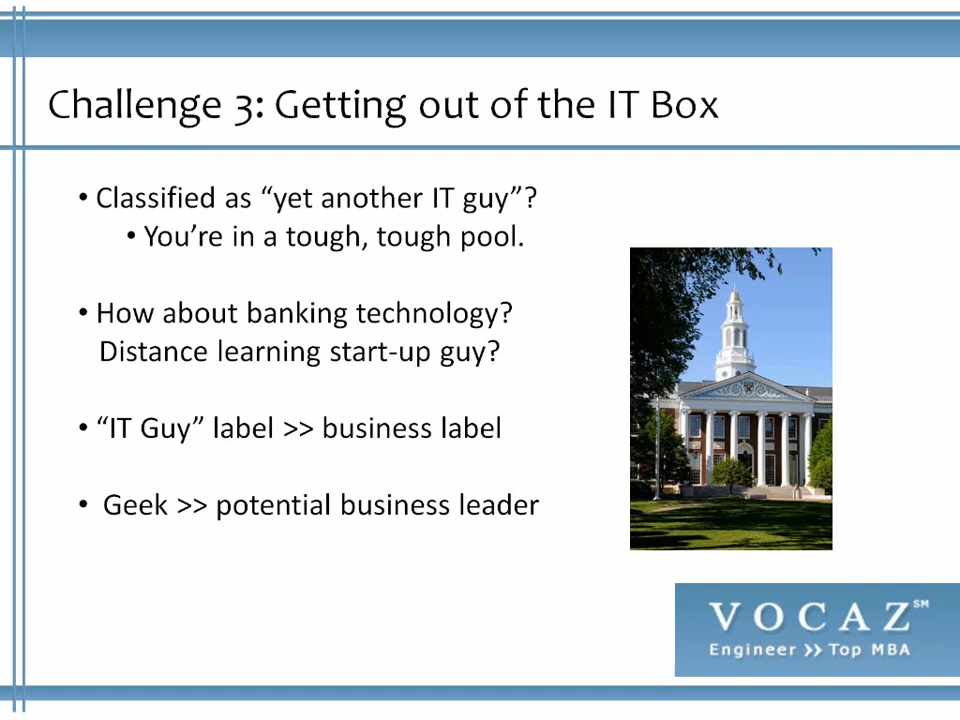 Challenge 3: Getting out of the IT Box
• Classified as “yet another IT guy”?
• You’re in a tough, tough pool.
• How about banking technology?
Distance learning start-up guy?
• “IT Guy” label >> business label
• Geek >> potential business leader
VOCAZ℠
Engineer >> Top MBA